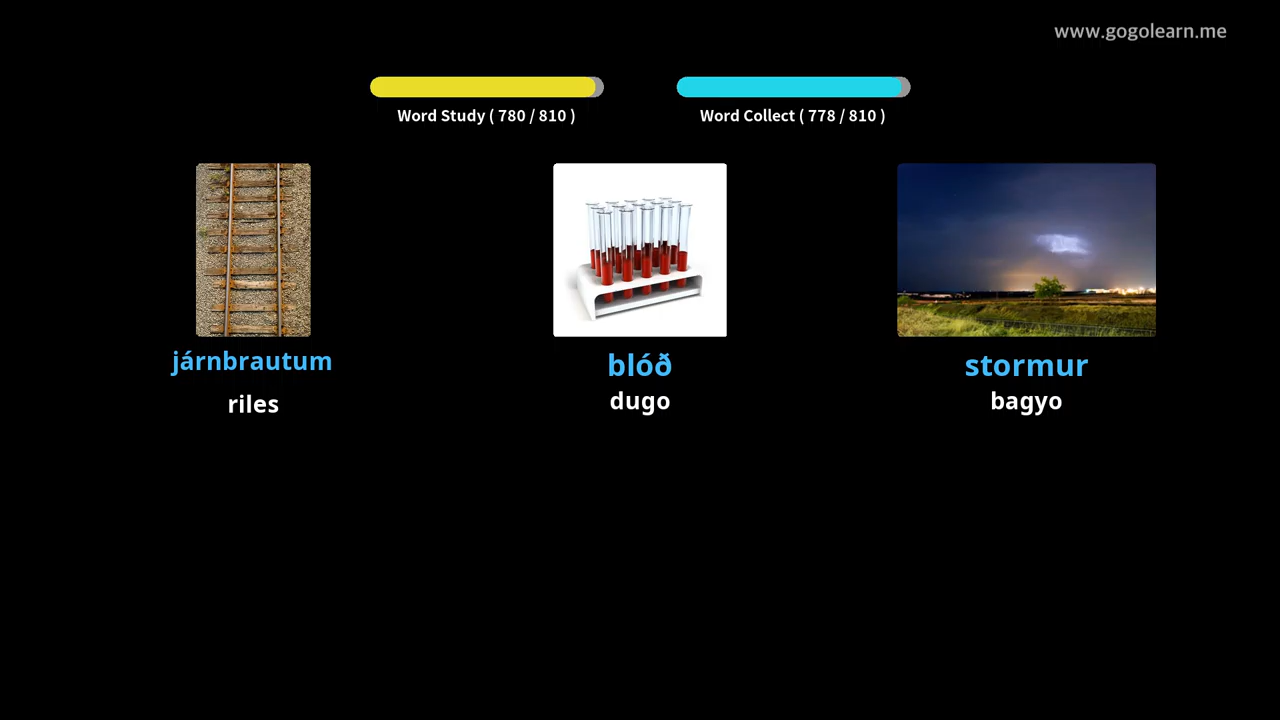 www.gogolearn.me
Word Study ( 780 / 810 )
Word Collect ( 778 / 810 )
járnbrautum
riles
blóð
dugo
stormur
bagyo